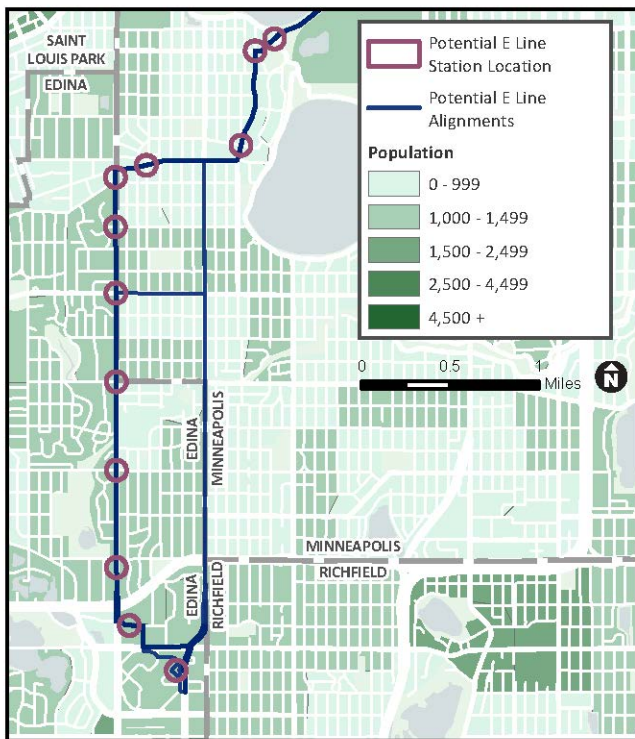 SAINT
LOUIS PARK
EDINA
Potential E Line
Station Location
Potential E Line
Alignments
Population
0 - 999
1,000 - 1,499
1,500 - 2,499
2,500 - 4,499
4,500 +
0 0.5 1
Miles
N
EDINA
MINNEAPOLIS
MINNEAPOLIS
RICHFIELD
EDINA
RICHFIELD